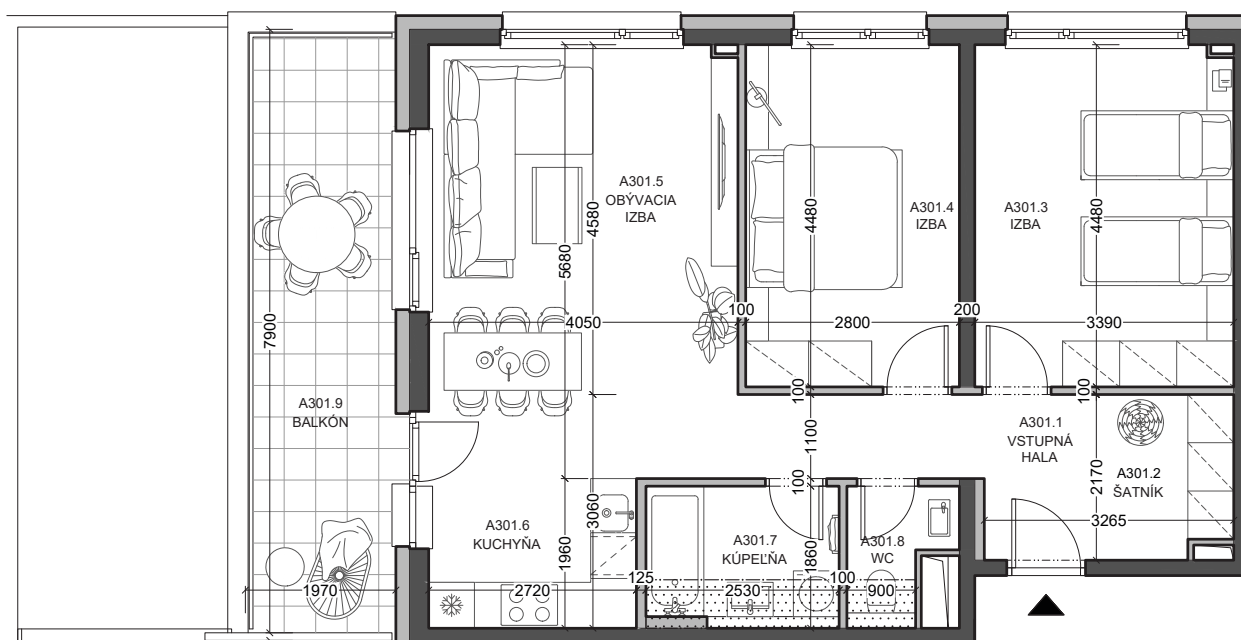 A301.5
OBÝVACIA
IZBA
A301.4
IZBA
A301.3
IZBA
4580
5680
4480
4480
7900
4050
100
2800
200
3390
A301.9
BALKÓN
100
100
1100
A301.1
VSTUPNÁ
HALA
A301.2
ŠATNÍK
2170
3265
100
3060
A301.6
KUCHYŇA
1960
A301.7
KÚPEĽŇA
1860
A301.8
WC
1970
2720
125
2530
100
900